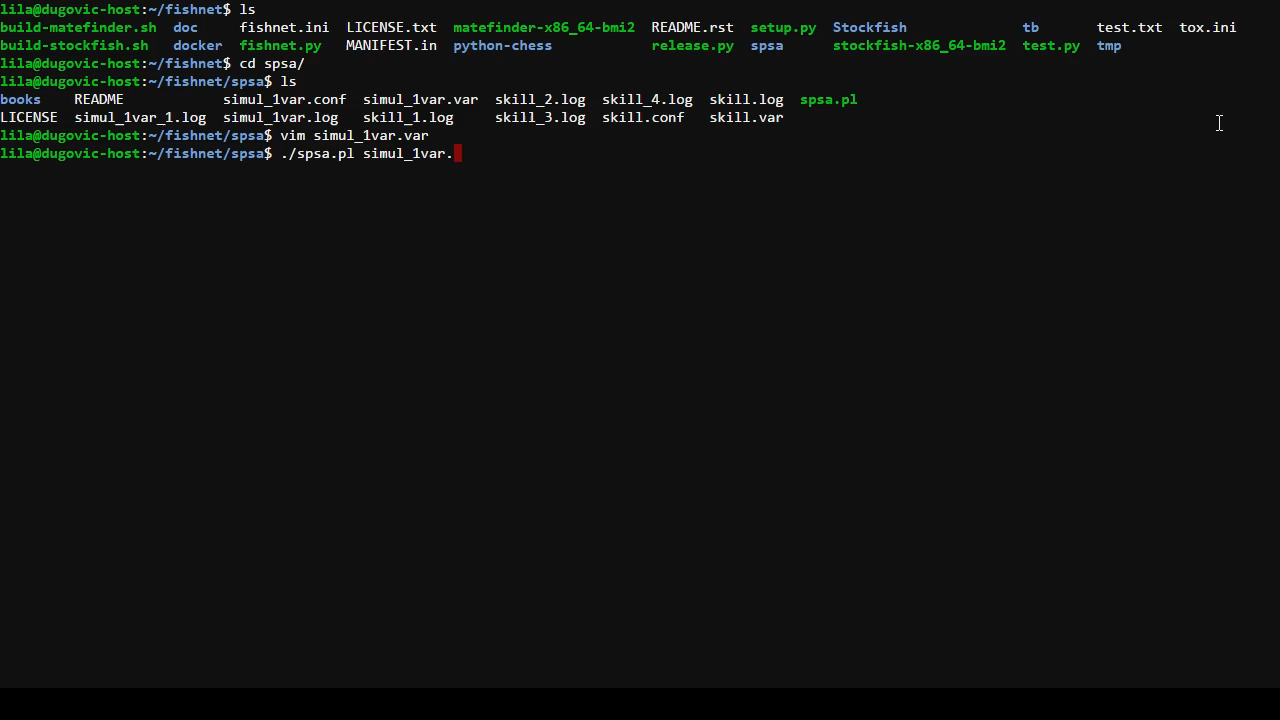 lila@dugovic-host:~/fishnet$ ls
build-matefinder.sh  doc     fishnet.ini  LICENSE.txt  matefinder-x86_64-bmi2  README.rst  setup.py  Stockfish              tb       test.txt  tox.ini
build-stockfish.sh   docker  fishnet.py   MANIFEST.in  python-chess            release.py  spsa      stockfish-x86_64-bmi2  test.py  tmp
lila@dugovic-host:~/fishnet$ cd spsa/
lila@dugovic-host:~/fishnet/spsa$ ls
books    README            simul_1var.conf  simul_1var.var  skill_2.log  skill_4.log  skill.log  spsa.pl
LICENSE  simul_1var_1.log  simul_1var.log   skill_1.log     skill_3.log  skill.conf   skill.var
lila@dugovic-host:~/fishnet/spsa$ vim simul_1var.var
lila@dugovic-host:~/fishnet/spsa$ ./spsa.pl simul_1var.